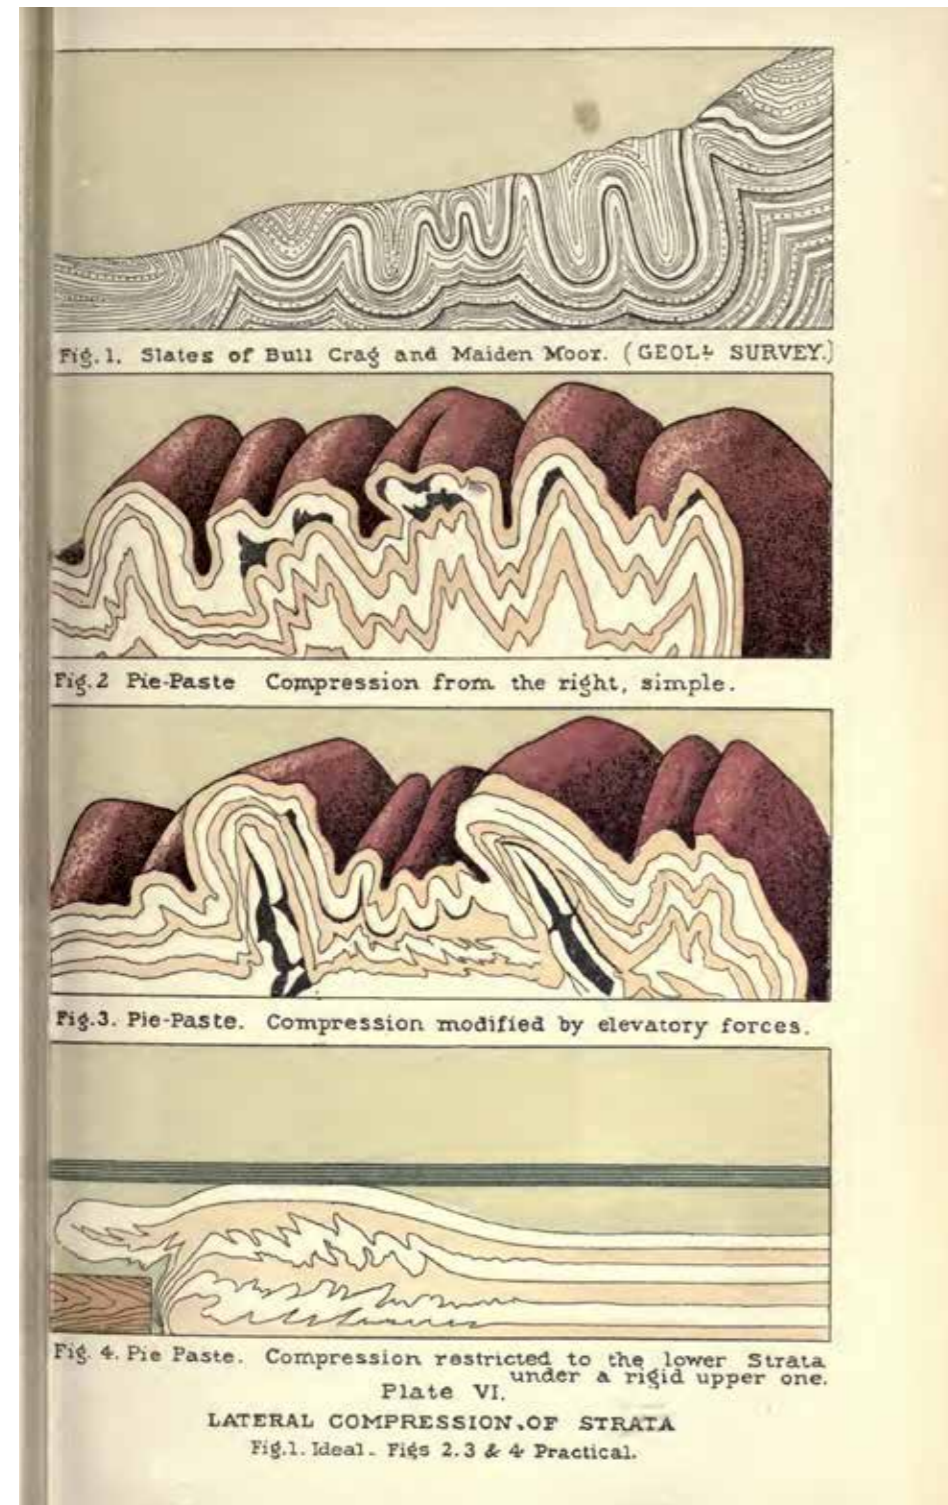 Fig. 1. Slates of Bull Crag and Maiden Moor. (GEOLL SURVEY.)
Fig. 2 Pie-Paste Compression from the right, simple.
Fig. 3. Pie-Paste. Compression modified by elevatory forces.
Fig. 4. Pie Paste. Compression restricted to the lower Strata
under a rigid upper one.
Plate VI.
LATERAL COMPRESSION OF STRATA
Fig. 1. Ideal. Figs 2.3 & 4 Practical.